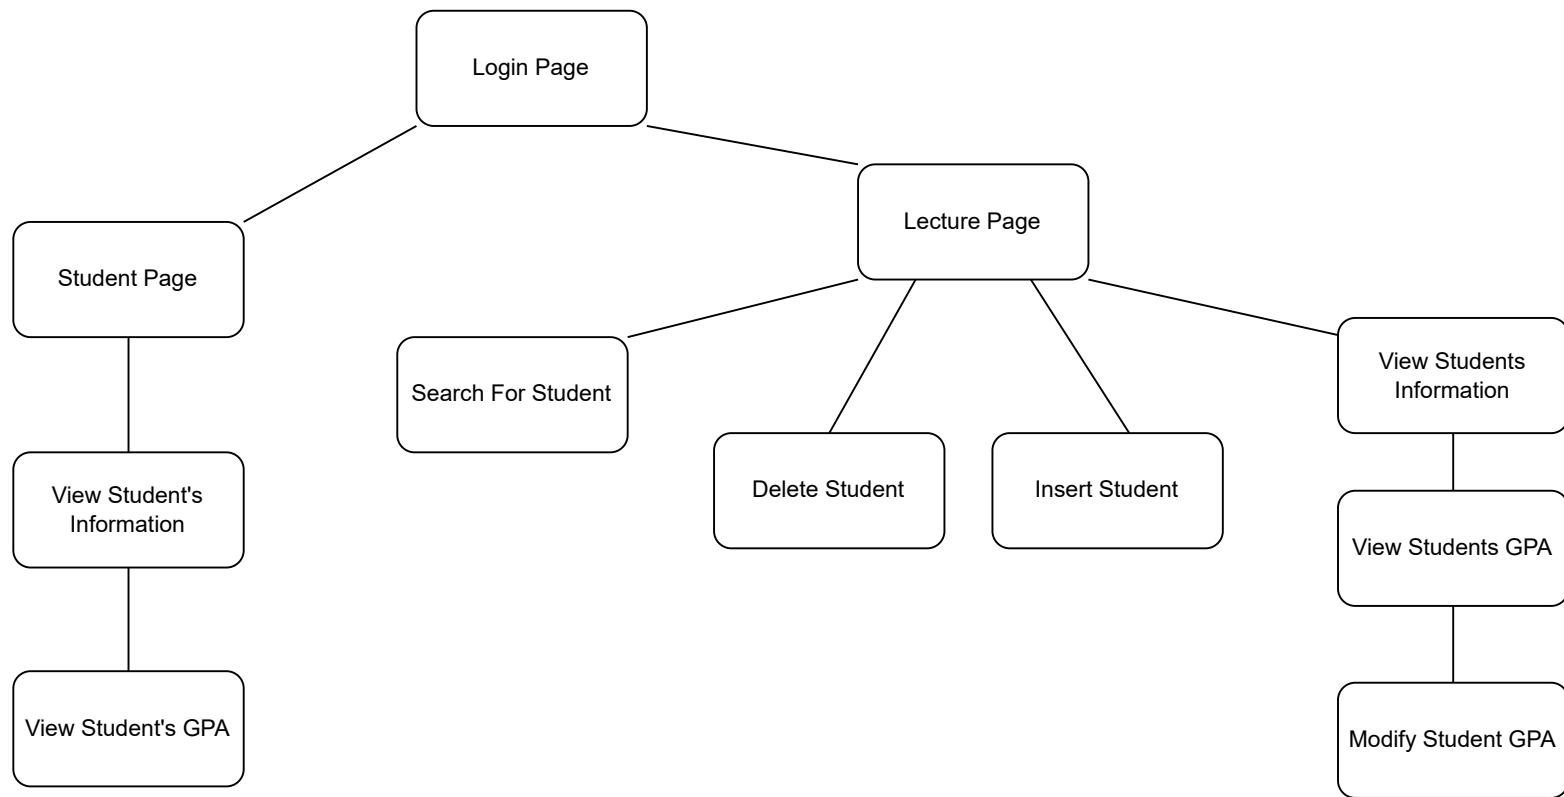 Login Page
Lecture Page
Student Page
View Students
Information
Search For Student
Delete Student
Insert Student
View Student's
Information
View Students GPA
View Student's GPA
Modify Student GPA